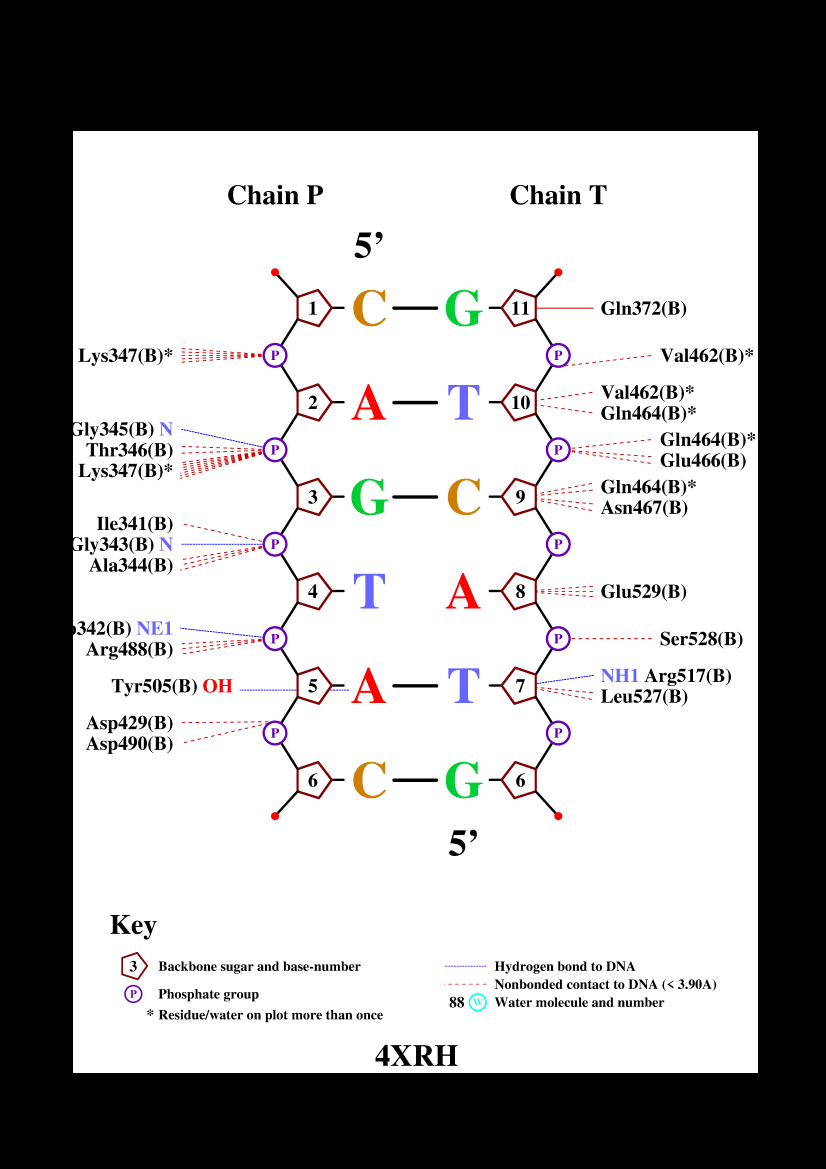 Chain P Chain T
5’
1 C G 11 Gln372(B)
Lys347(B)* P P Val462(B)*
2 A T 10 Val462(B)*
Gln464(B)*
Gly345(B) N
Thr346(B) P P Gln464(B)*
Lys347(B)* Glu466(B)
3 G C 9 Gln464(B)*
Asn467(B)
Ile341(B)
Gly343(B) N P P
Ala344(B)
4 T A 8 Glu529(B)
342(B) NE1 P P Ser528(B)
Arg488(B)
Tyr505(B) OH 5 A T 7 NH1 Arg517(B)
Leu527(B)
Asp429(B) P P
Asp490(B)
6 C G 6
5’
Key
3 Backbone sugar and base-number
P Phosphate group
* Residue/water on plot more than once
Hydrogen bond to DNA
Nonbonded contact to DNA (< 3.90A)
88 W Water molecule and number
4XRH